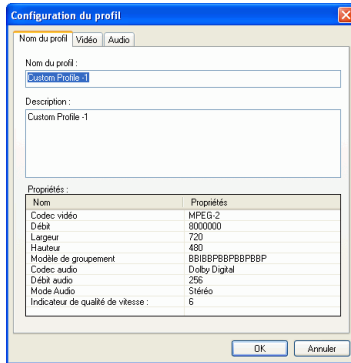 Configuration du profil
Nom du profil Vidéo Audio
Nom du profil :
Custom Profile -1
Description :
Custom Profile -1
Propriétés :
Nom Propriétés
Codec vidéo MPEG-2
Débit 8000000
Largeur 720
Hauteur 480
Modèle de groupement BBIBBPBBPBBPBBP
Codec audio Dolby Digital
Débit audio 256
Mode Audio Stéréo
Indicateur de qualité de vitesse : 6
OK Annuler